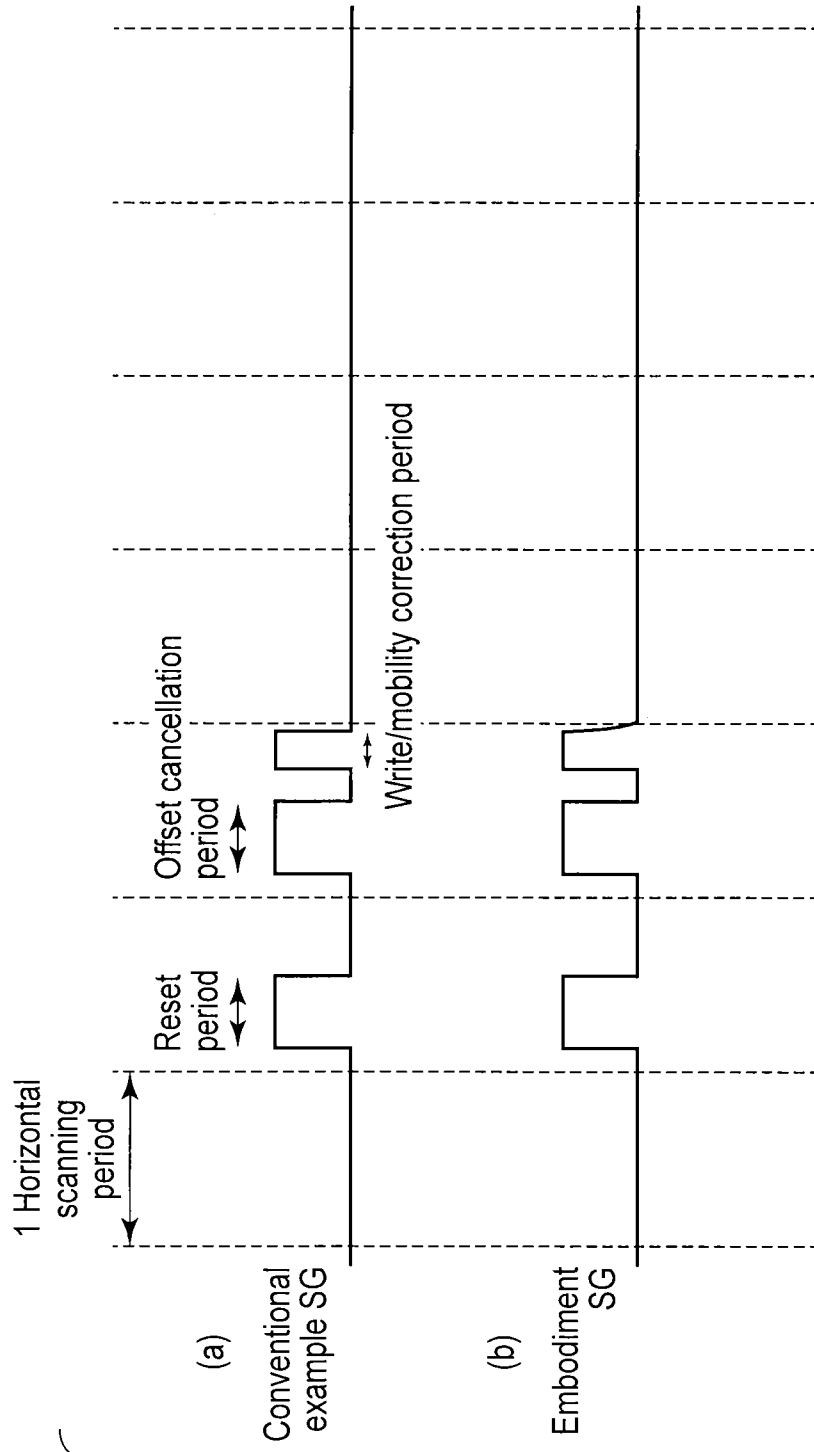 1 Horizontal
scanning
period
Reset
period
Offset cancellation
period
(a)
Conventional
example SG
Write/mobility correction period
(b)
Embodiment
SG